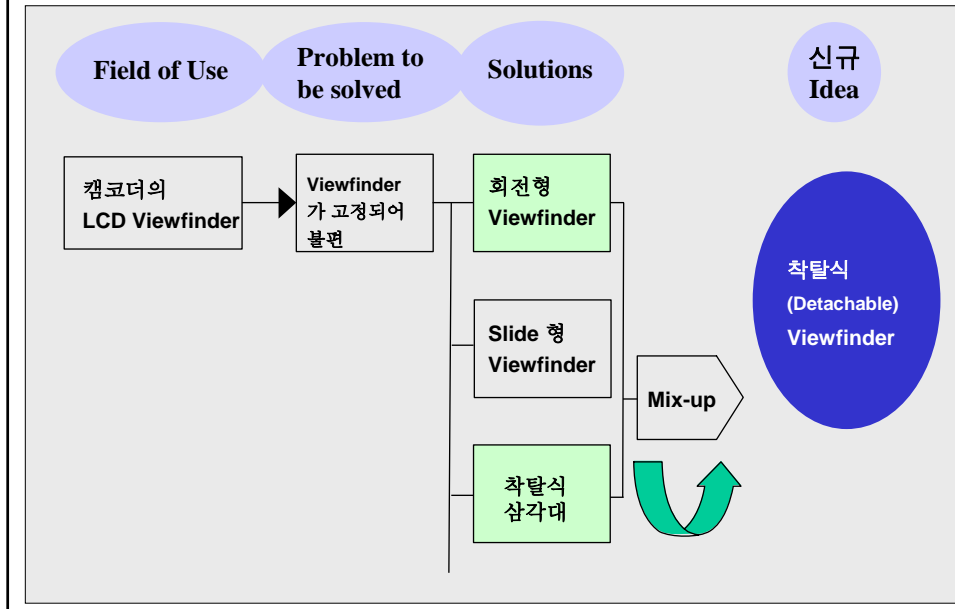 Field of Use
Problem to
be solved
Solutions
신규
Idea
캠코더의
LCD Viewfinder
Viewfinder
가 고정되어
불편
회전형
Viewfinder
Slide 형
Viewfinder
착탈식
삼각대
Mix-up
착탈식
(Detachable)
Viewfinder